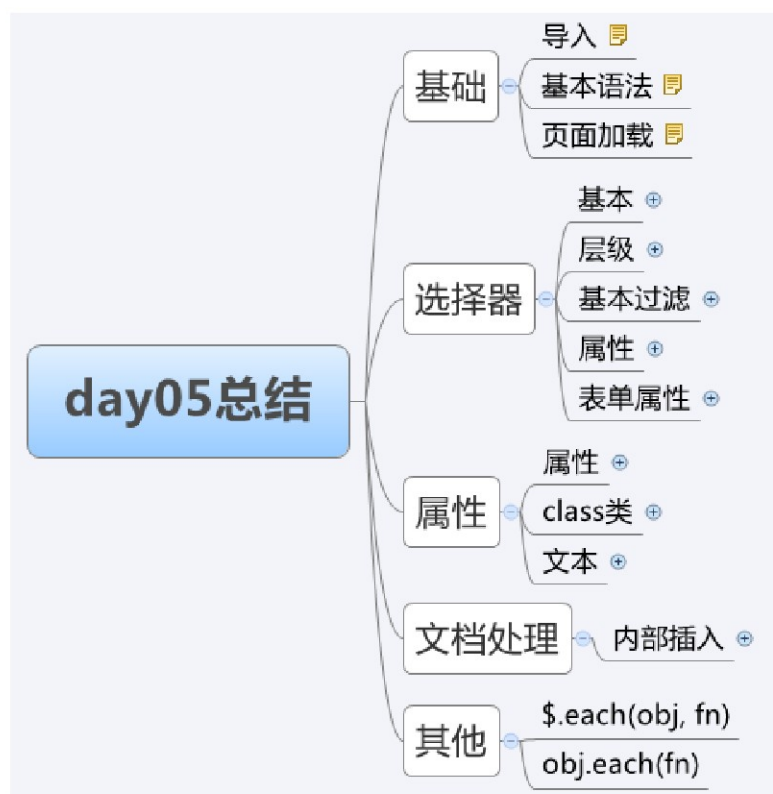 day05总结
基础
导入
基本语法
页面加载
选择器
基本
层级
基本过滤
属性
表单属性
属性
属性
class类
文本
文档处理
内部插入
其他
$.each(obj, fn)
obj.each(fn)